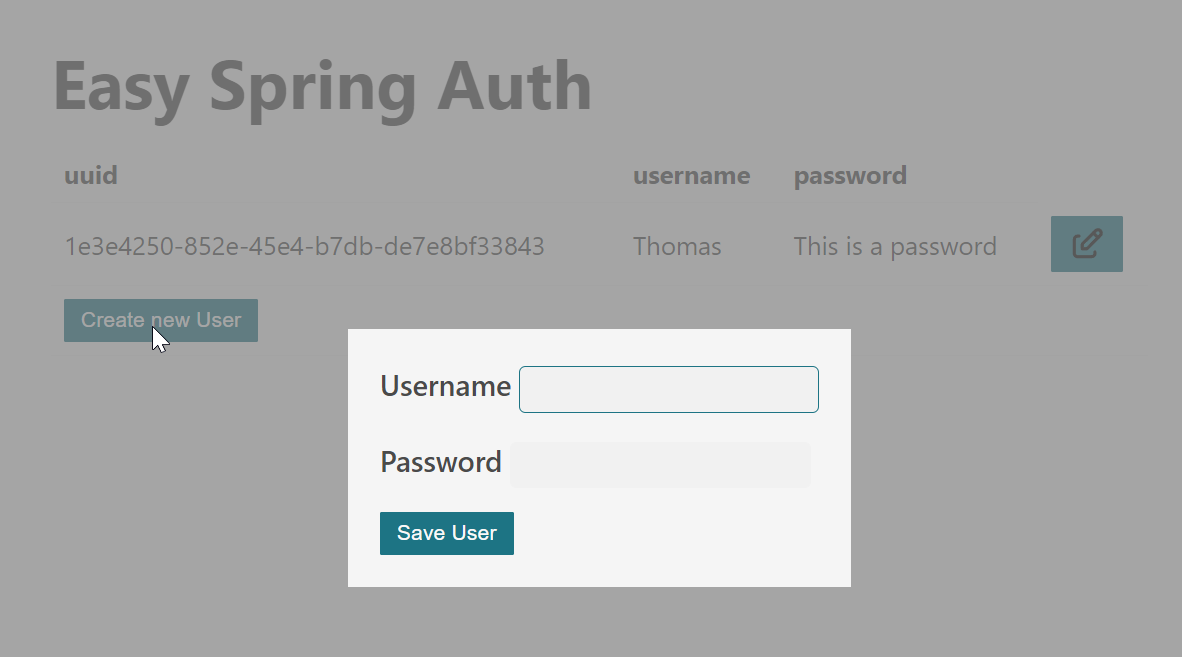 Easy Spring Auth
uuid username password
1e3e4250-852e-45e4-b7db-de7e8bf33843 Thomas This is a password
Create new User
Username
Password
Save User